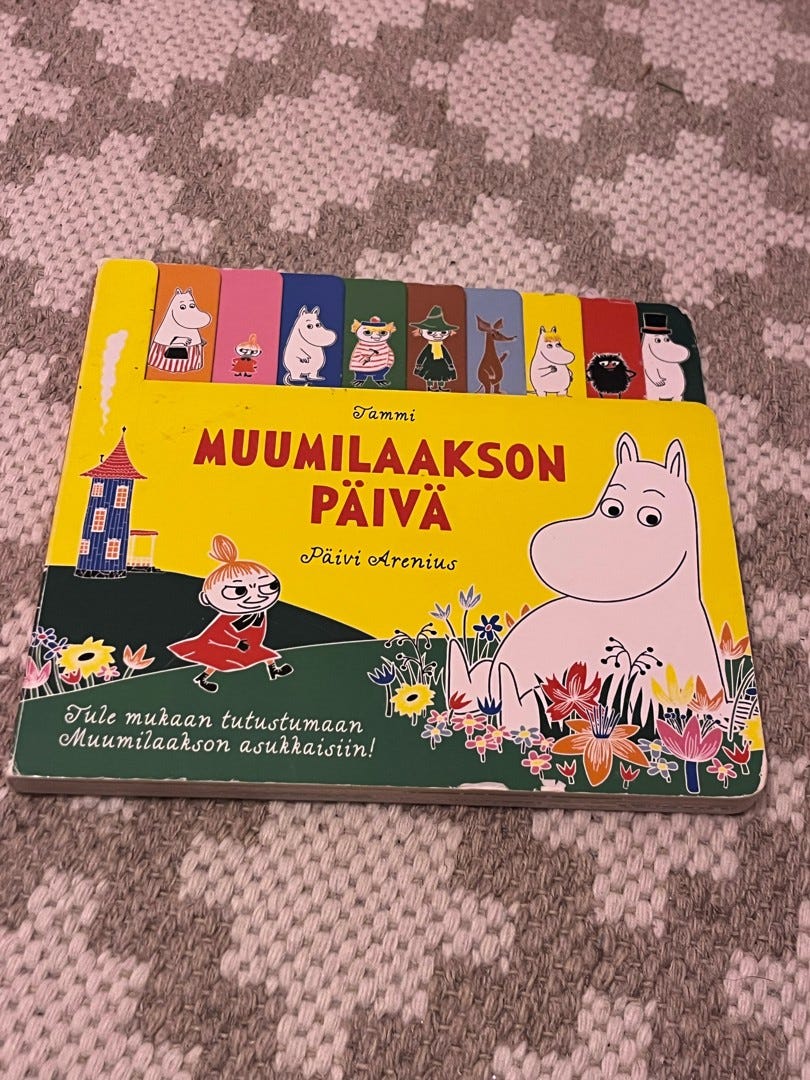 Tammi
MUUMILAAKSON
PÄIVÄ
Päivi Arenius
Tule mukaan tutustumaan
Muumilaakson asukkaisiin!